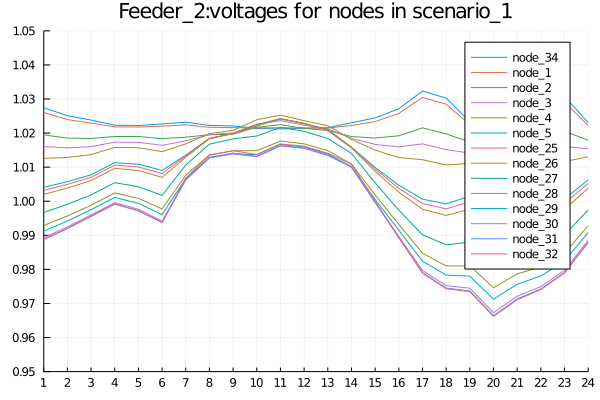 Feeder_2:voltages for nodes in scenario_1
1.05
1.04
1.03
1.02
1.01
1.00
0.99
0.98
0.97
0.96
0.95
1 2 3 4 5 6 7 8 9 10 11 12 13 14 15 16 17 18 19 20 21 22 23 24
node_34
node_1
node_2
node_3
node_4
node_5
node_25
node_26
node_27
node_28
node_29
node_30
node_31
node_32